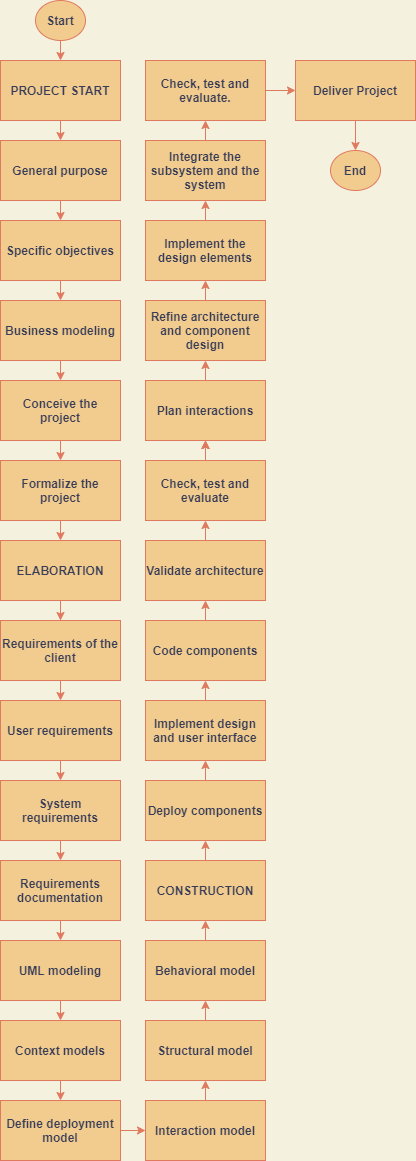 Start
PROJECT START
General purpose
Specific objectives
Business modeling
Conceive the
project
Formalize the
project
ELABORATION
Requirements of the
client
User requirements
System
requirements
Requirements
documentation
UML modeling
Context models
Define deployment
model
Interaction model
Structural model
Behavioral model
CONSTRUCTION
Deploy components
Implement design
and user interface
Code components
Validate architecture
Check, test and
evaluate
Plan interactions
Refine architecture
and component
design
Implement the
design elements
Integrate the
subsystem and the
system
Check, test and
evaluate.
Deliver Project
End